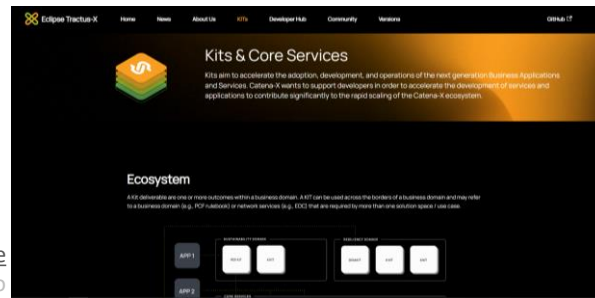 Eclipse Tractus-X Home News About Us KITs Developer Hub Community Versions GitHub
Kits & Core Services
Kits aim to accelerate the adoption, development, and operations of the next generation Business Applications
and Services. Catena-X wants to support developers in order to accelerate the development of services and
applications to contribute significantly to the rapid scaling of the Catena-X ecosystem.
Ecosystem
A Kit deliverable are one or more outcomes within a business domain. A KIT can be used across the borders of a business domain and may refer
to a business domain (e.g., PCF rulebook) or network services (e.g., EDC) that are required by more than one solution space / use case.
SUSTAINABILITY DOMAIN RESILIENCY DOMAIN
APP 1
APP 2
CORE SERVICES